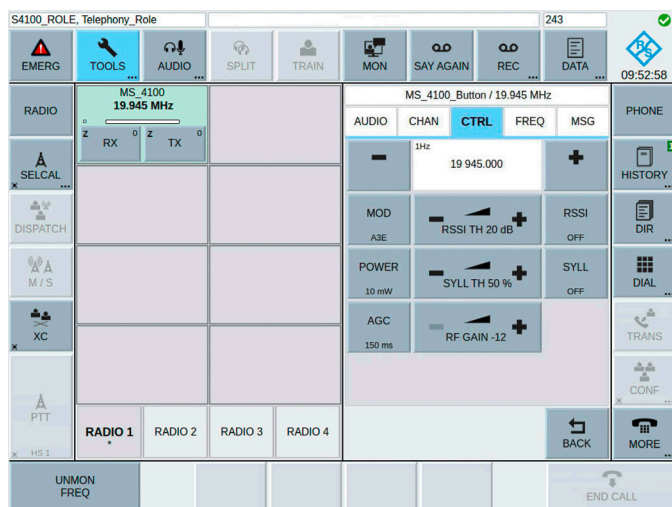 S4100_ROLE, Telephony_Role
243
EMERG
TOOLS
AUDIO
SPLIT
TRAIN
MON
SAY AGAIN
REC
DATA
R&S
09:52:58
RADIO
SELCAL
DISPATCH
M / S
XC
PTT
HS 1
MS_4100
19.945 MHz
Z RX 0
Z TX 0
RADIO 1
*
RADIO 2
RADIO 3
RADIO 4
MS_4100_Button / 19.945 MHz
AUDIO
CHAN
CTRL
FREQ
MSG
1Hz
19 945.000
MOD
A3E
RSSI TH 20 dB
RSSI
OFF
POWER
10 mW
SYLL TH 50 %
SYLL
OFF
AGC
150 ms
RF GAIN -12
BACK
PHONE
1
HISTORY
DIR
DIAL
TRANS
CONF
MORE
UNMON
FREQ
END CALL